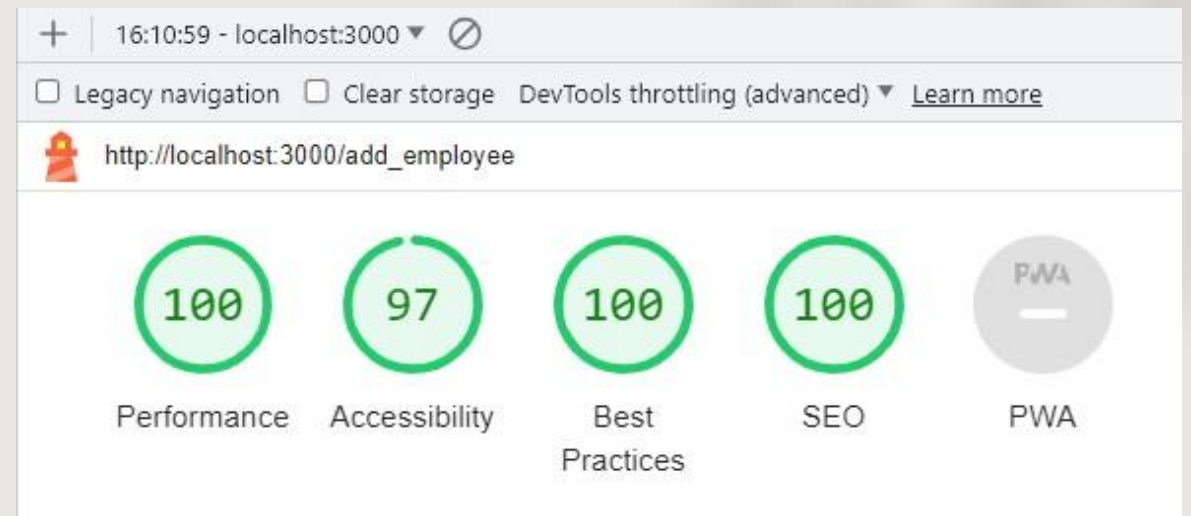 16:10:59 - localhost:3000
Legacy navigation Clear storage DevTools throttling (advanced) Learn more
http://localhost:3000/add_employee
100 97 100 100 PWA
Performance Accessibility Best SEO PWA
Practices